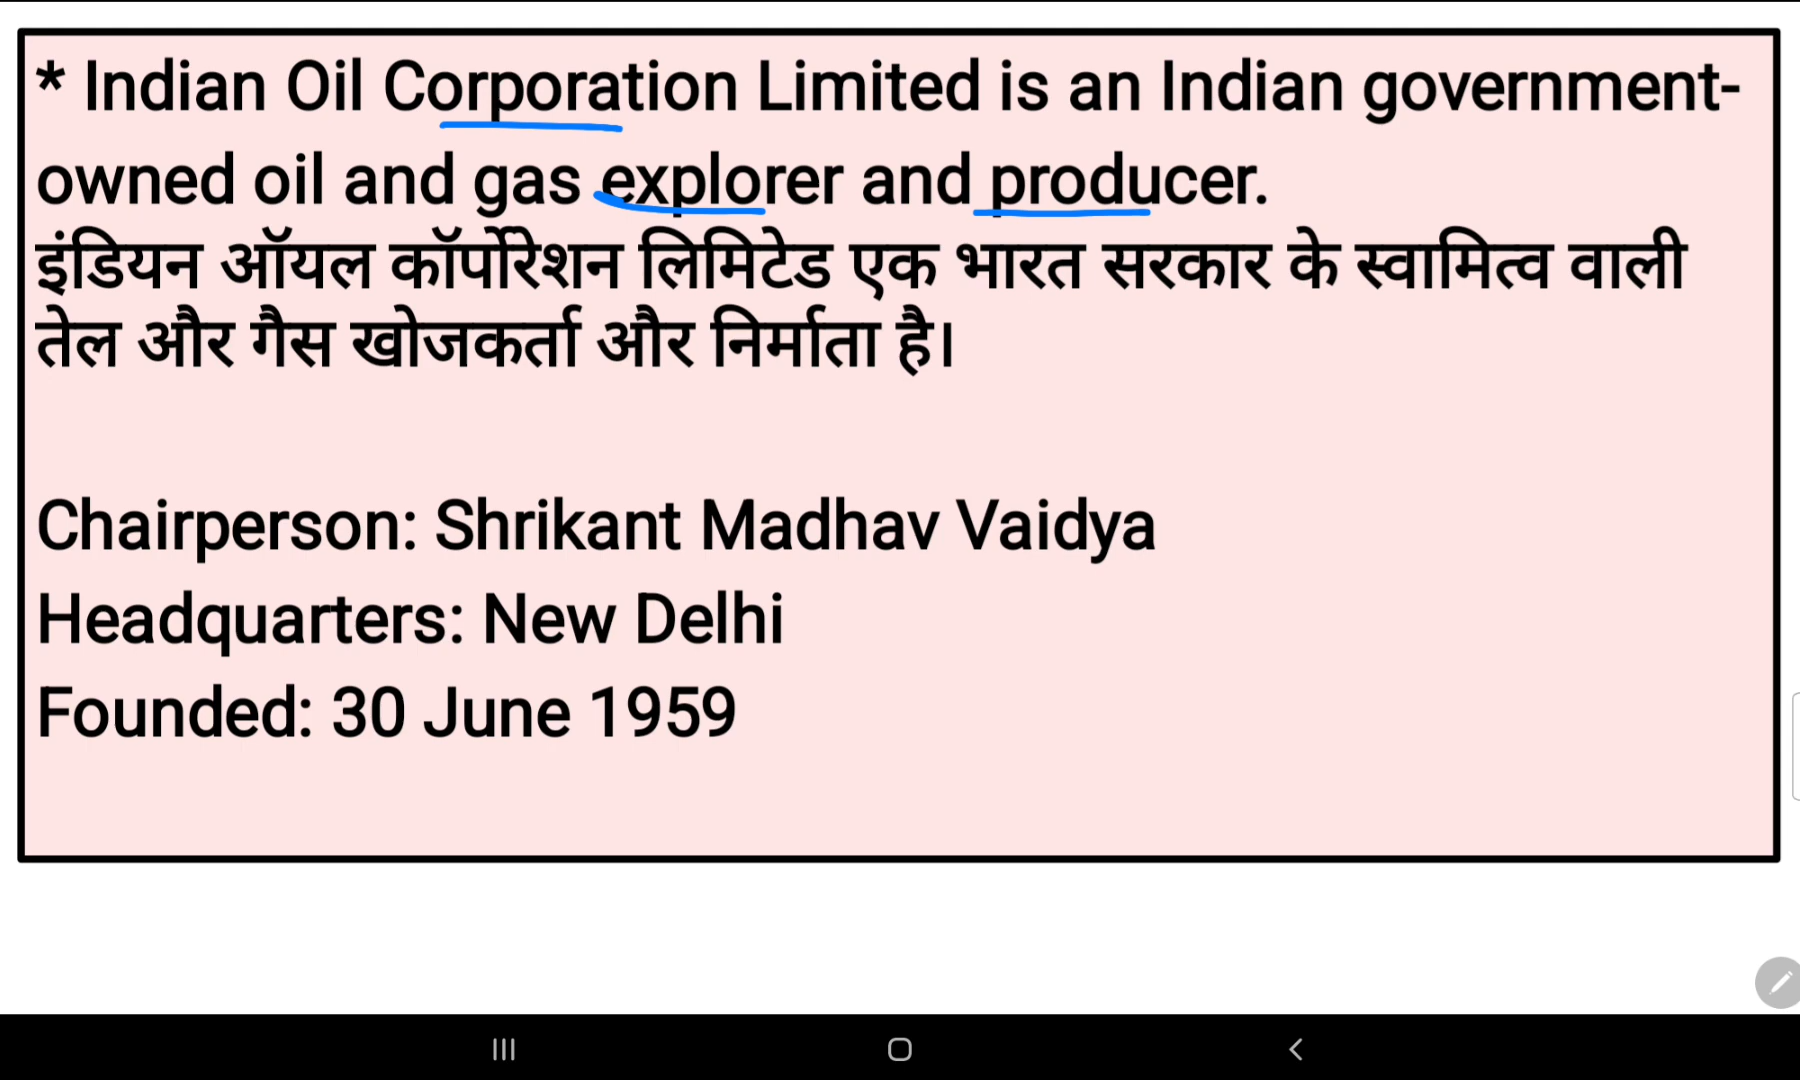 * Indian Oil Corporation Limited is an Indian government-
owned oil and gas explorer and producer.
इंडियन ऑयल कॉर्पोरेशन लिमिटेड एक भारत सरकार के स्वामित्व वाली
तेल और गैस खोजकर्ता और निर्माता है।
Chairperson: Shrikant Madhav Vaidya
Headquarters: New Delhi
Founded: 30 June 1959